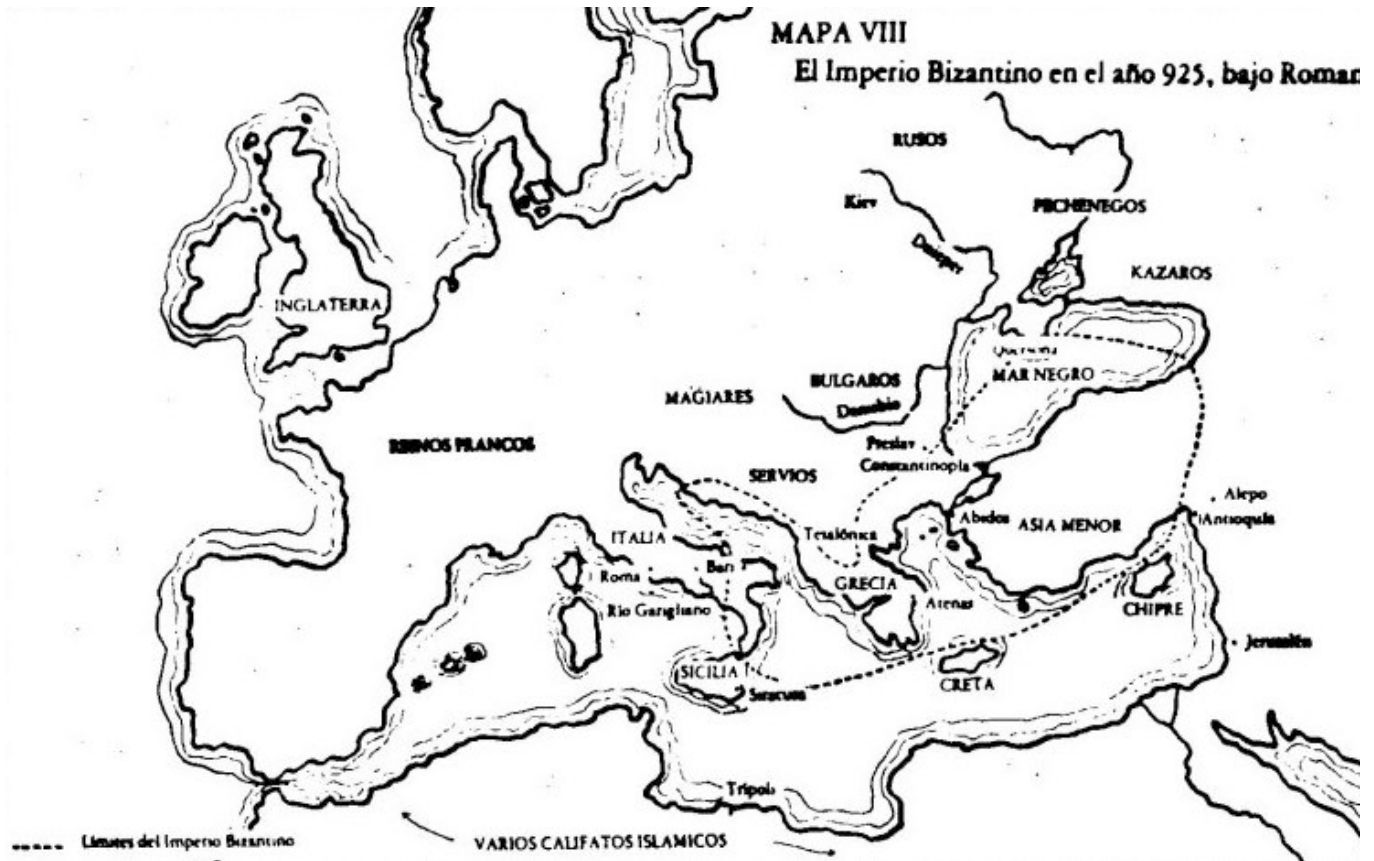 MAPA VIII
El Imperio Bizantino en el año 925, bajo Roman
RUSOS
Kiev
PECHENEGOS
Dnieper
KAZAROS
INGLATERRA
Quersona
MAR NEGRO
BULGAROS
MAGIARES
Danubio
REINOS FRANCOS
Preslav
Constantinopla
SERVIOS
Alepo
Abidos
ASIA MENOR
Antioquía
ITALIA
Tesalónica
Bari
Roma
GRECIA
Río Garigliano
Atenas
CHIPRE
Jerusalén
SICILIA
CRETA
Siracusa
Trípoli
Límites del Imperio Bizantino
VARIOS CALIFATOS ISLAMICOS